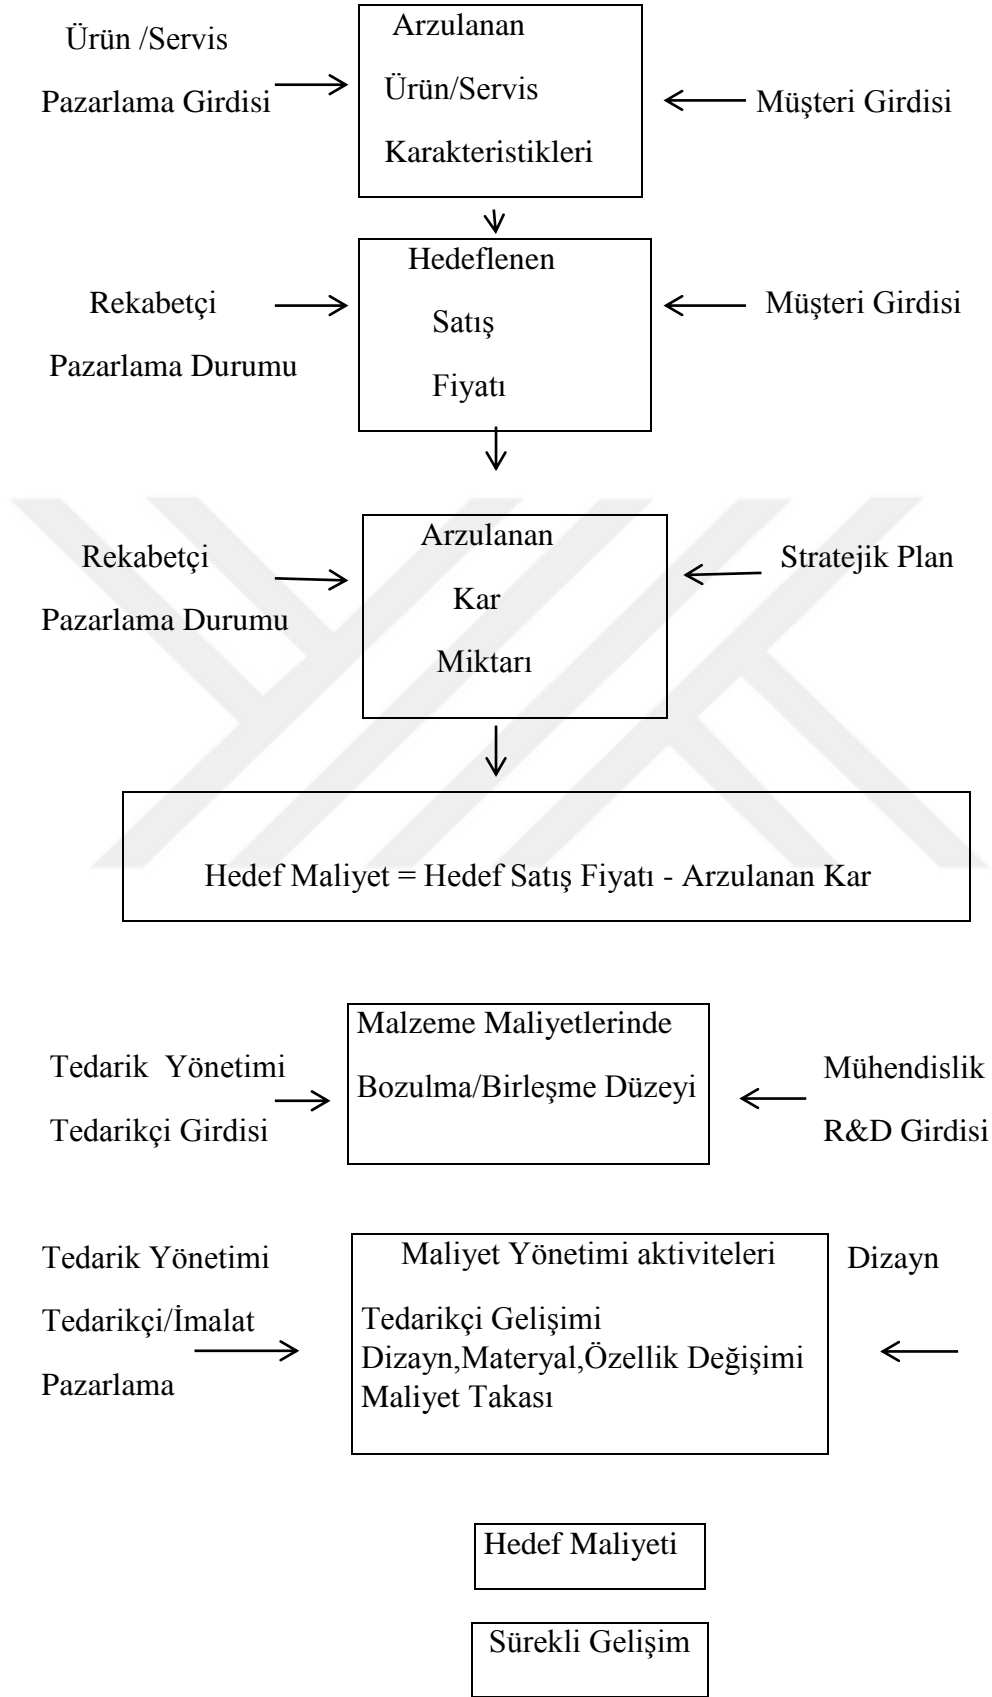 Ürün /Servis
Pazarlama Girdisi
Arzulanan
Ürün/Servis
Karakteristikleri
Müşteri Girdisi
Rekabetçi
Pazarlama Durumu
Hedeflenen
Satış
Fiyatı
Müşteri Girdisi
Rekabetçi
Pazarlama Durumu
Arzulanan
Kar
Miktarı
Stratejik Plan
Hedef Maliyet = Hedef Satış Fiyatı - Arzulanan Kar
Tedarik Yönetimi
Tedarikçi Girdisi
Malzeme Maliyetlerinde
Bozulma/Birleşme Düzeyi
Mühendislik
R&D Girdisi
Tedarik Yönetimi
Tedarikçi/İmalat
Pazarlama
Maliyet Yönetimi aktiviteleri
Tedarikçi Gelişimi
Dizayn,Materyal,Özellik Değişimi
Maliyet Takası
Dizayn
Hedef Maliyeti
Sürekli Gelişim